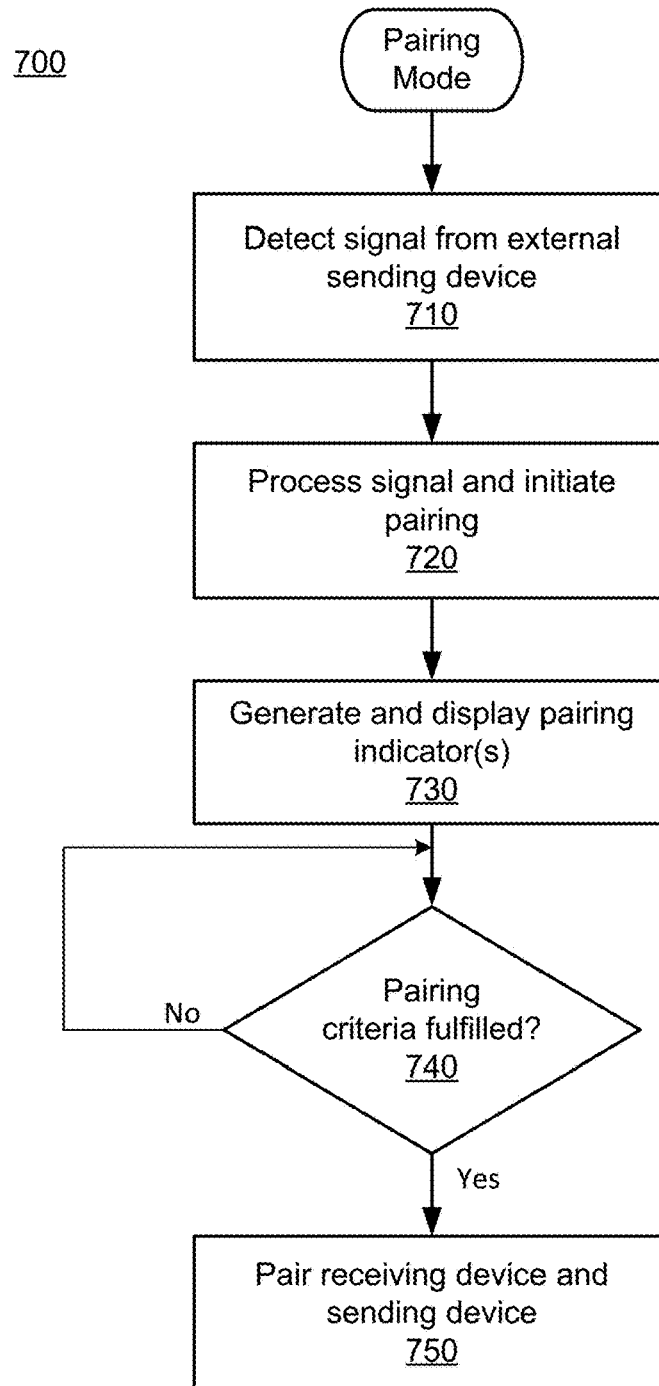 700
Pairing
Mode
Detect signal from external
sending device
710
Process signal and initiate
pairing
720
Generate and display pairing
indicator(s)
730
Pairing
criteria fulfilled?
740
No
Yes
Pair receiving device and
sending device
750